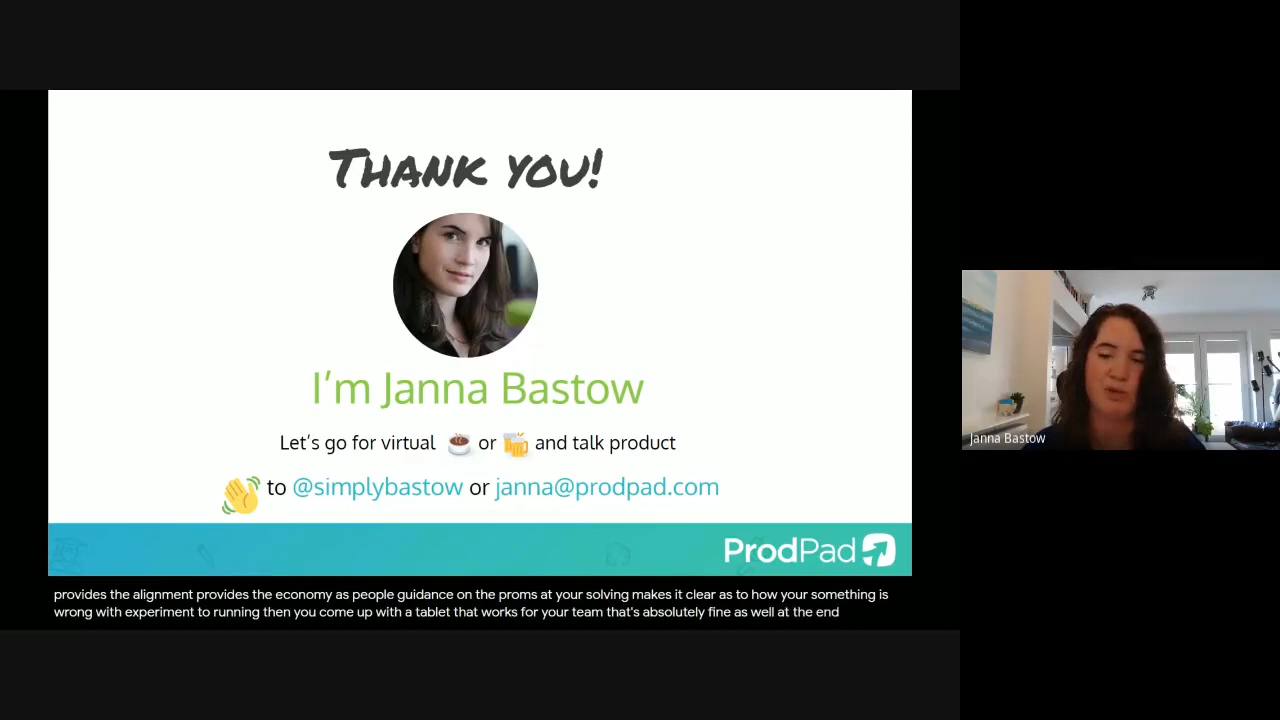 Thank you!
I'm Janna Bastow
Let's go for virtual or and talk product
to @simplybastow or janna@prodpad.com
ProdPad
Janna Bastow
provides the alignment provides the economy as people guidance on the proms at your solving makes it clear as to how your something is
wrong with experiment to running then you come up with a tablet that works for your team that's absolutely fine as well at the end